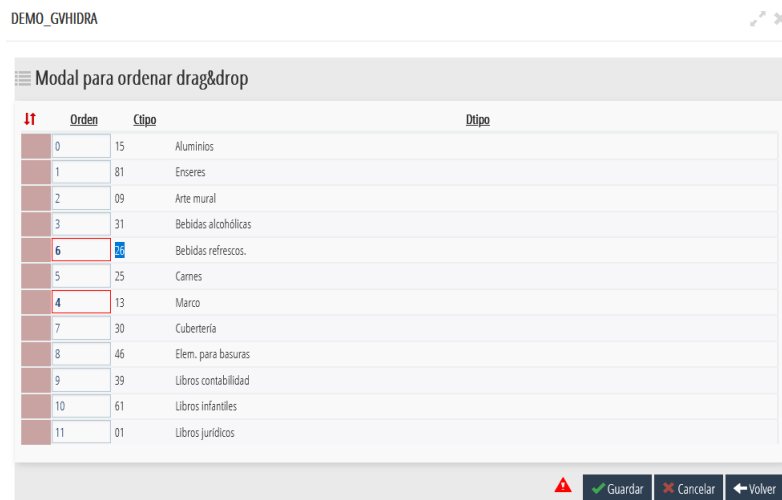 DEMO_GVHIDRA
Modal para ordenar drag&drop
Orden Ctipo Dtipo
0 15 Aluminios
1 81 Enseres
2 09 Arte mural
3 31 Bebidas alcohólicas
6 26 Bebidas refrescos.
5 25 Carnes
4 13 Marco
7 30 Cubertería
8 46 Elem. para basuras
9 39 Libros contabilidad
10 61 Libros infantiles
11 01 Libros jurídicos
Guardar Cancelar Volver